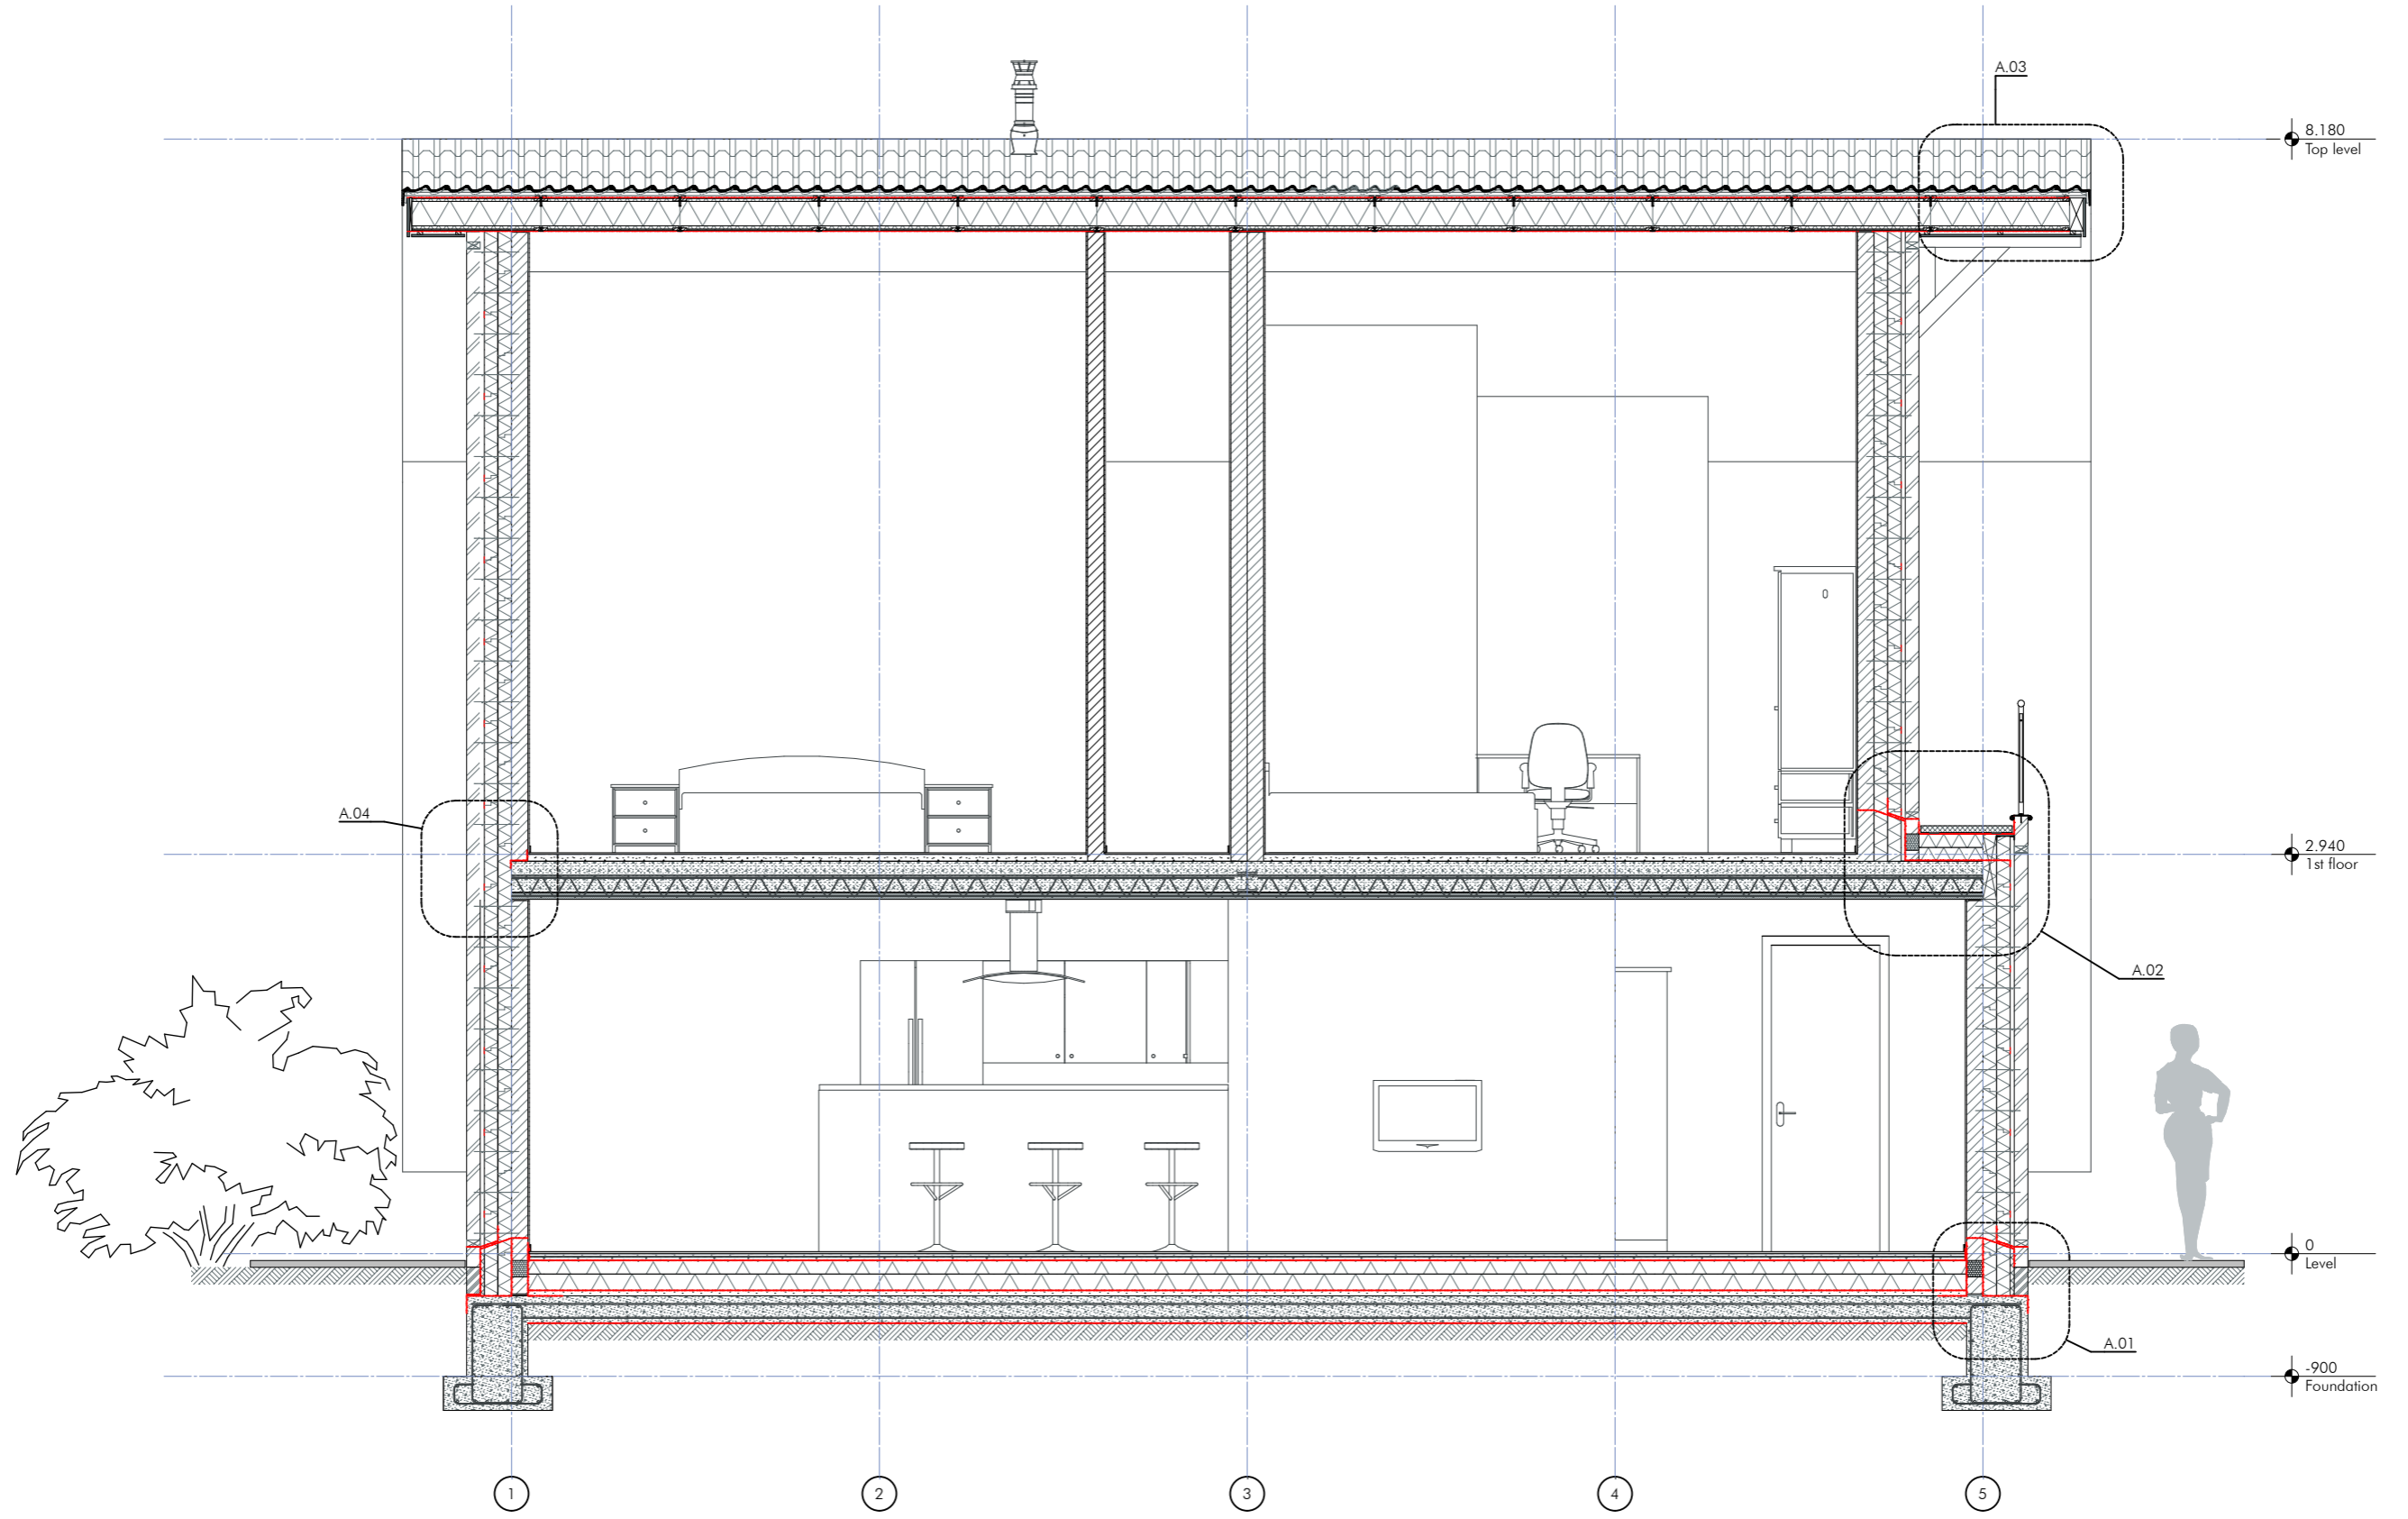 A.03
8.180
Top level
A.04
2.940
1st floor
A.02
0
Level
A.01
-900
Foundation
1 2 3 4 5